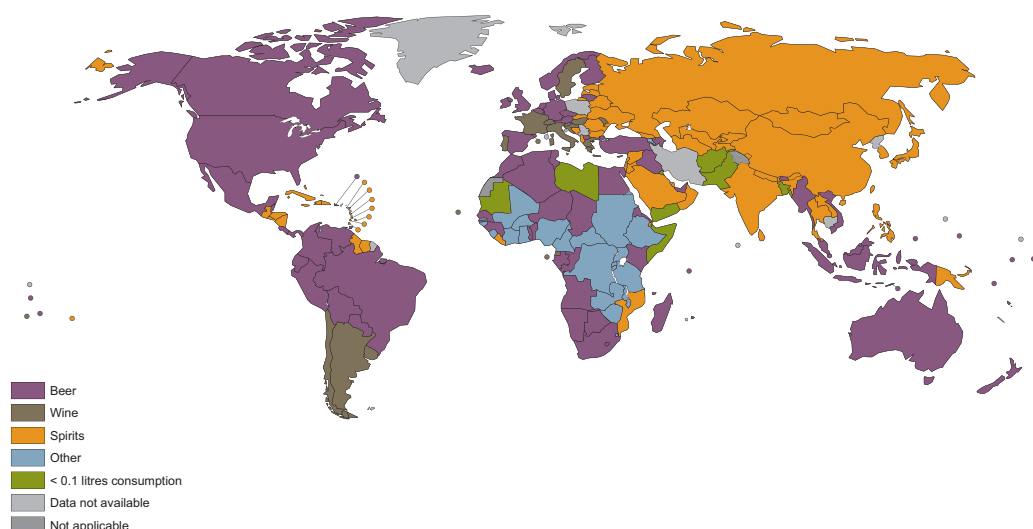 Beer
Wine
Spirits
Other
< 0.1 litres consumption
Data not available
Not applicable